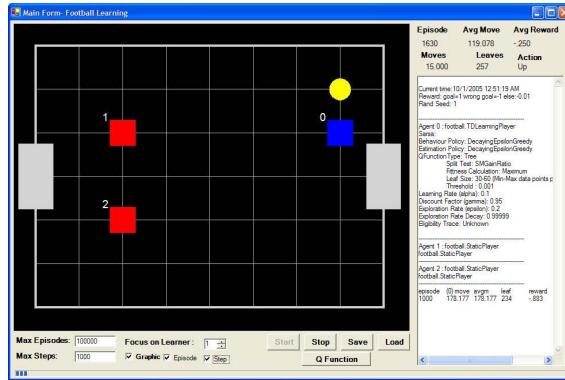 Main Form- Football Learning
Episode Avg Move Avg Reward
1630 119.078 -.250
Moves Leaves Action
15.000 257 Up
0
1
2
Current time:10/1/2005 12:51:19 AM
Reward: goal=1 wrong goal=-1 else:-0.01
Rand Seed: 1
Agent 0 : football.TDLearningPlayer
Sarsa:
Behaviour Policy: DecayingEpsilonGreedy
Estimation Policy: DecayingEpsilonGreedy
QFunctionType: Tree
Split Test: SMGainRatio
Fittness Calculation: Maximum
Leaf Size: 30-60 (Min-Max data points p
Threshold : 0.001
Learning Rate (alpha): 0.1
Discount Factor (gamma): 0.95
Exploration Rate (epsilon): 0.2
Exploration Rate Decay: 0.99999
Eligibility Trace: Unknown
Agent 1 : football.StaticPlayer
football.StaticPlayer
Agent 2 : football.StaticPlayer
football.StaticPlayer
episode (0) move avgm leaf reward
1000 178.177 178.177 234 -.883
Max Episodes: 100000 Focus on Learner : 1 Start Stop Save Load
Max Steps: 1000 Graphic Episode Step Q Function